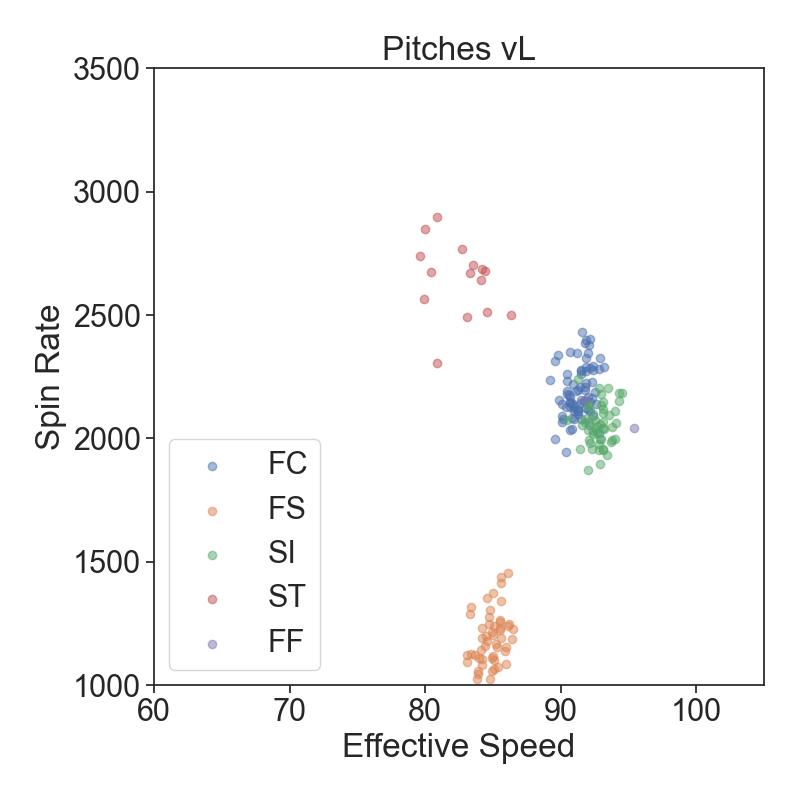 Pitches vL
3500
3000
2500
2000
1500
1000
Spin Rate
FC
FS
SI
ST
FF
60 70 80 90 100
Effective Speed